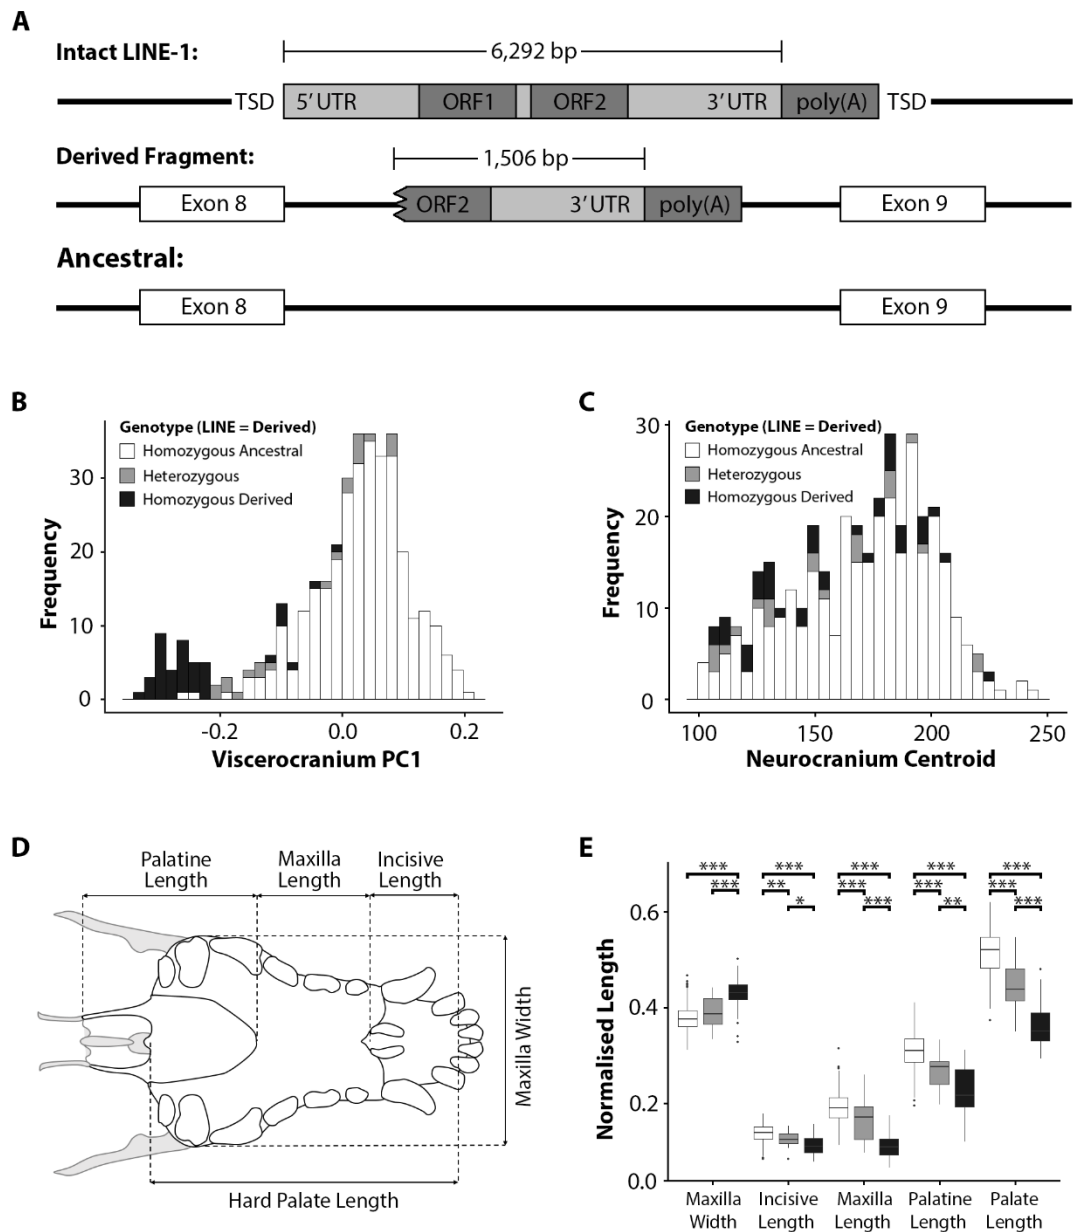 A
Intact LINE-1:
6,292 bp
TSD 5' UTR ORF1 ORF2 3' UTR poly(A) TSD
Derived Fragment:
1,506 bp
Exon 8 ORF2 3' UTR poly(A) Exon 9
Ancestral:
Exon 8 Exon 9
B
Genotype (LINE = Derived)
Homozygous Ancestral
Heterozygous
Homozygous Derived
Frequency
30
20
10
0
-0.2 0.0 0.2
Viscerocranium PC1
C
Genotype (LINE = Derived)
Homozygous Ancestral
Heterozygous
Homozygous Derived
Frequency
30
20
10
0
100 150 200 250
Neurocranium Centroid
D
Palatine Length
Maxilla Length
Incisive Length
Maxilla Width
Hard Palate Length
E
*** *** *** *** ***
*** ** *** *** ***
* *** ** ***
Normalised Length
0.6
0.4
0.2
0.0
Maxilla Width
Incisive Length
Maxilla Length
Palatine Length
Palate Length